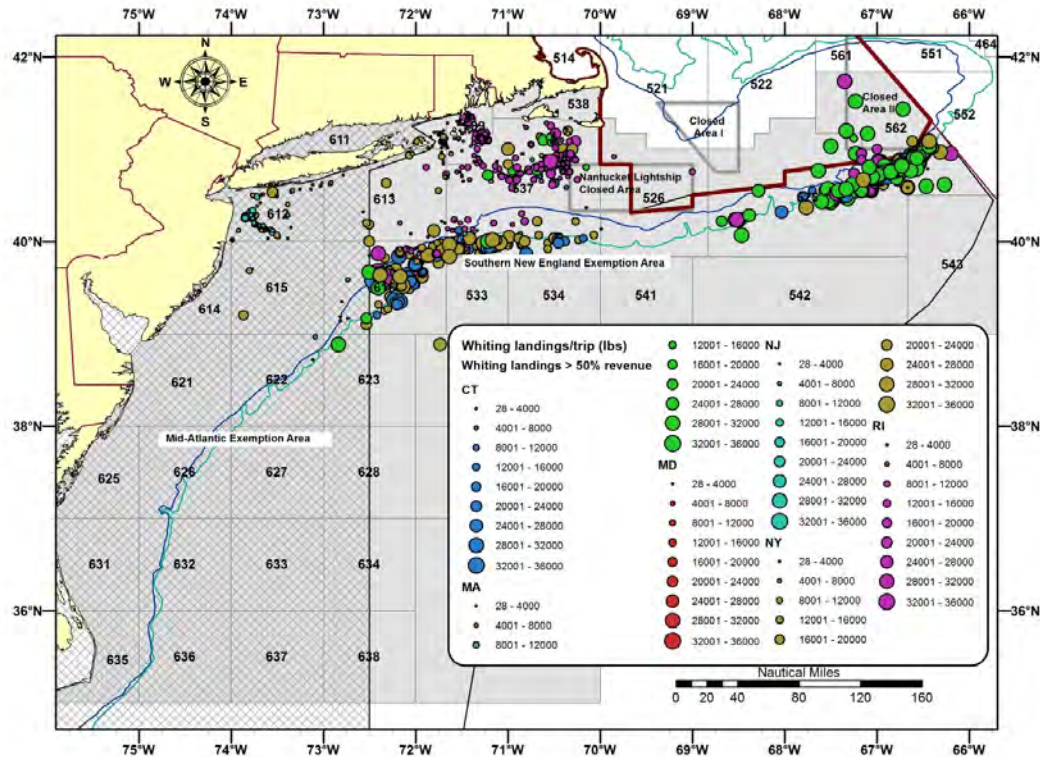 75°W 74°W 73°W 72°W 71°W 70°W 69°W 68°W 67°W 66°W
42°N 42°N
N
W E
S
514
521
522
561
551
464
538
Closed
Area I
Closed
Area II
562
552
611
537
Nantucket Lightship
Closed Area
526
612
613
40°N 40°N
Southern New England Exemption Area
543
615
614
533 534 541 542
621 622 623
Mid-Atlantic Exemption Area
38°N 38°N
625 626 627 628
631 632 633 634
36°N 36°N
635 636 637 638
Whiting landings/trip (lbs)
Whiting landings > 50% revenue
CT
28 - 4000
4001 - 8000
8001 - 12000
12001 - 16000
16001 - 20000
20001 - 24000
24001 - 28000
28001 - 32000
32001 - 36000
MA
28 - 4000
4001 - 8000
8001 - 12000
12001 - 16000
16001 - 20000
20001 - 24000
24001 - 28000
28001 - 32000
32001 - 36000
MD
28 - 4000
4001 - 8000
8001 - 12000
12001 - 16000
16001 - 20000
20001 - 24000
24001 - 28000
28001 - 32000
32001 - 36000
NJ
28 - 4000
4001 - 8000
8001 - 12000
12001 - 16000
16001 - 20000
20001 - 24000
24001 - 28000
28001 - 32000
32001 - 36000
NY
28 - 4000
4001 - 8000
8001 - 12000
12001 - 16000
16001 - 20000
20001 - 24000
24001 - 28000
28001 - 32000
32001 - 36000
RI
28 - 4000
4001 - 8000
8001 - 12000
12001 - 16000
16001 - 20000
20001 - 24000
24001 - 28000
28001 - 32000
32001 - 36000
Nautical Miles
0 20 40 80 120 160
75°W 74°W 73°W 72°W 71°W 70°W 69°W 68°W 67°W 66°W